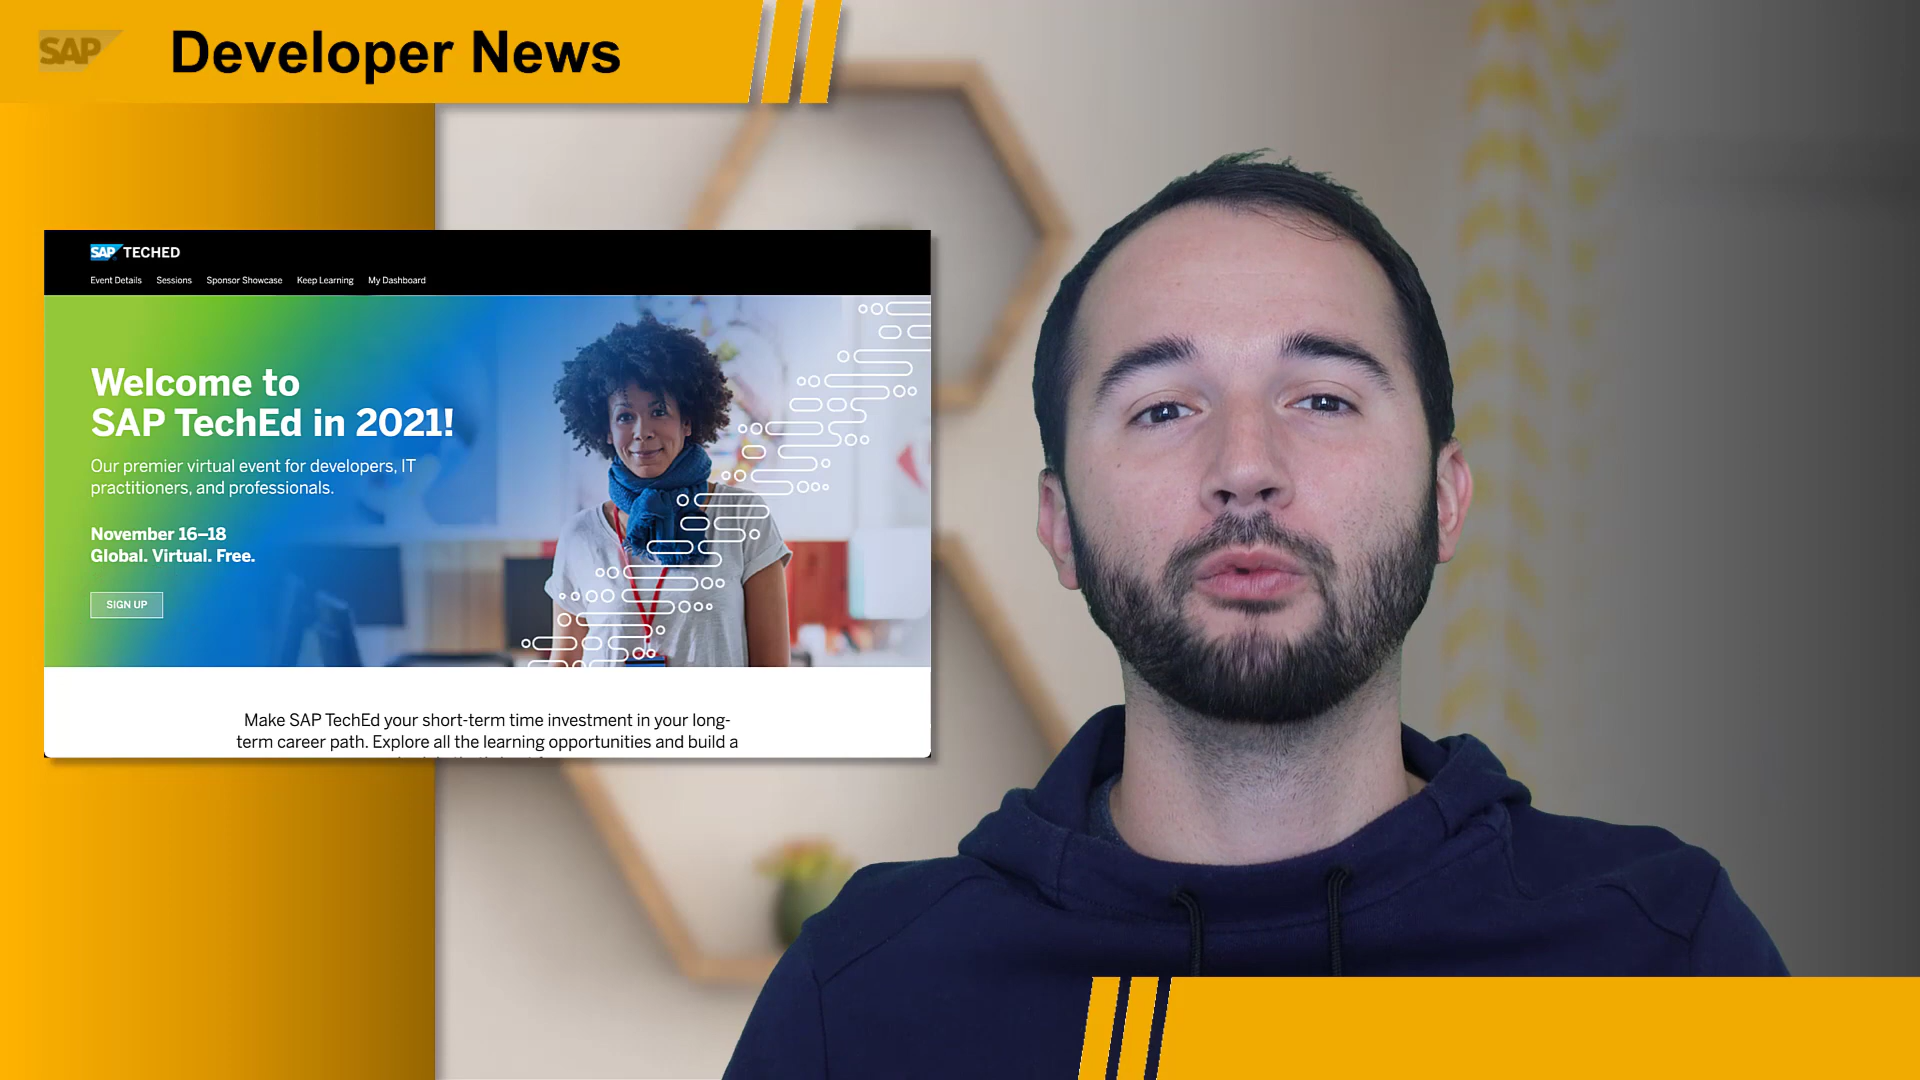 SAP
Developer News
SAP TECHED
Event Details Sessions Sponsor Showcase Keep Learning My Dashboard
Welcome to
SAP TechEd in 2021!
Our premier virtual event for developers, IT
practitioners, and professionals.
November 16–18
Global. Virtual. Free.
SIGN UP
Make SAP TechEd your short-term time investment in your long-
term career path. Explore all the learning opportunities and build a